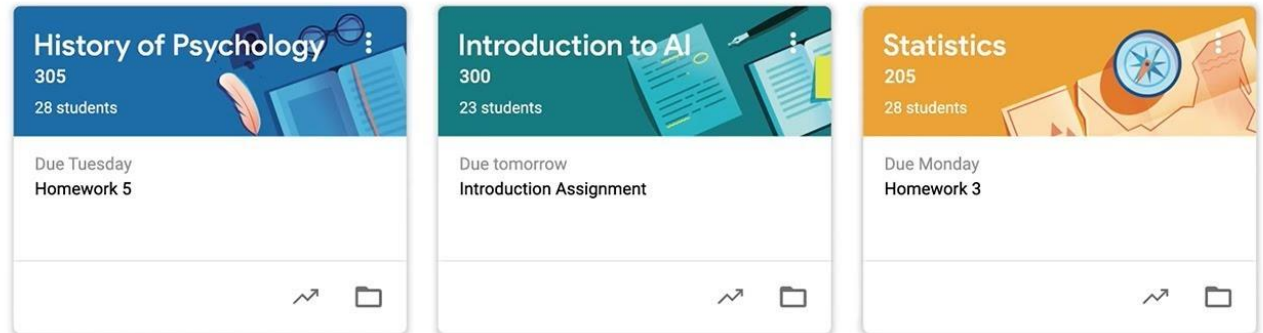 History of Psychology
305
28 students
Due Tuesday
Homework 5
Introduction to AI
300
23 students
Due tomorrow
Introduction Assignment
Statistics
205
28 students
Due Monday
Homework 3